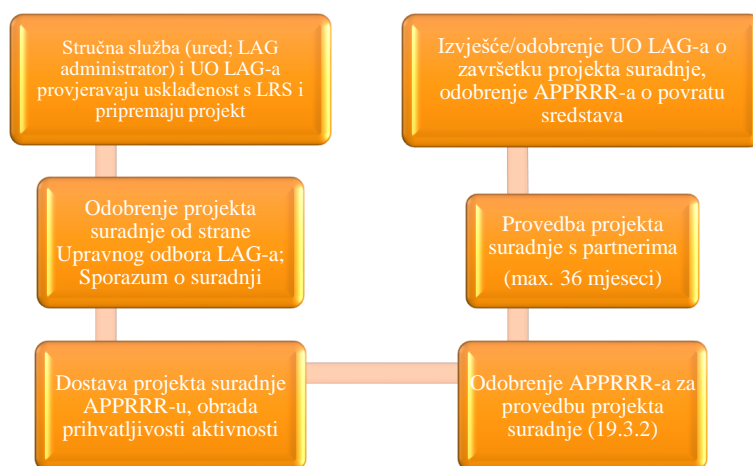 Stručna služba (ured; LAG
administrator) i UO LAG-a
provjeravaju usklađenost s LRS i
pripremaju projekt
Odobrenje projekta
suradnje od strane
Upravnog odbora LAG-a;
Sporazum o suradnji
Dostava projekta suradnje
APPRRR-u, obrada
prihvatljivosti aktivnosti
Odobrenje APPRRR-a za
provedbu projekta
suradnje (19.3.2)
Provedba projekta
suradnje s partnerima
(max. 36 mjeseci)
Izvješće/odobrenje UO LAG-a o
završetku projekta suradnje,
odobrenje APPRRR-a o povratu
sredstava